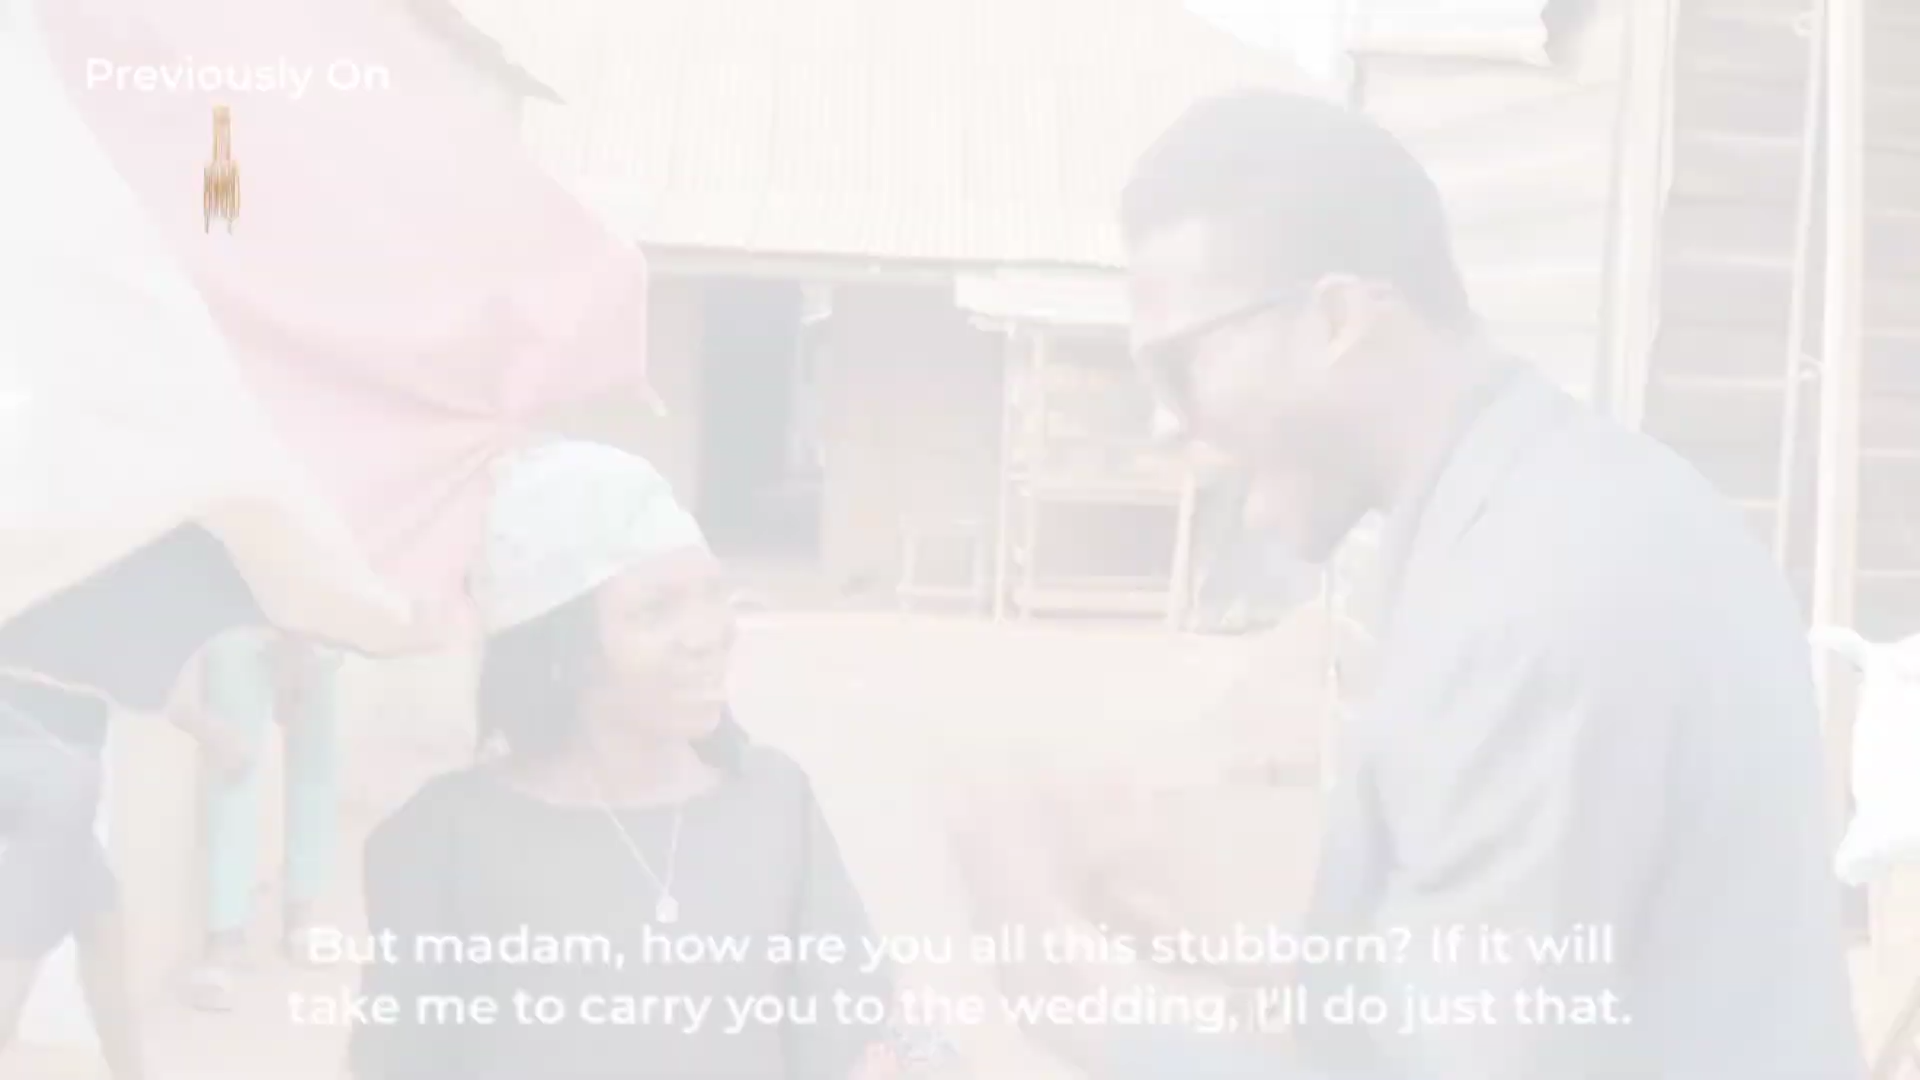 Previously On
But madam, how are you all this stubborn? If it will
take me to carry you to the wedding, I'll do just that.